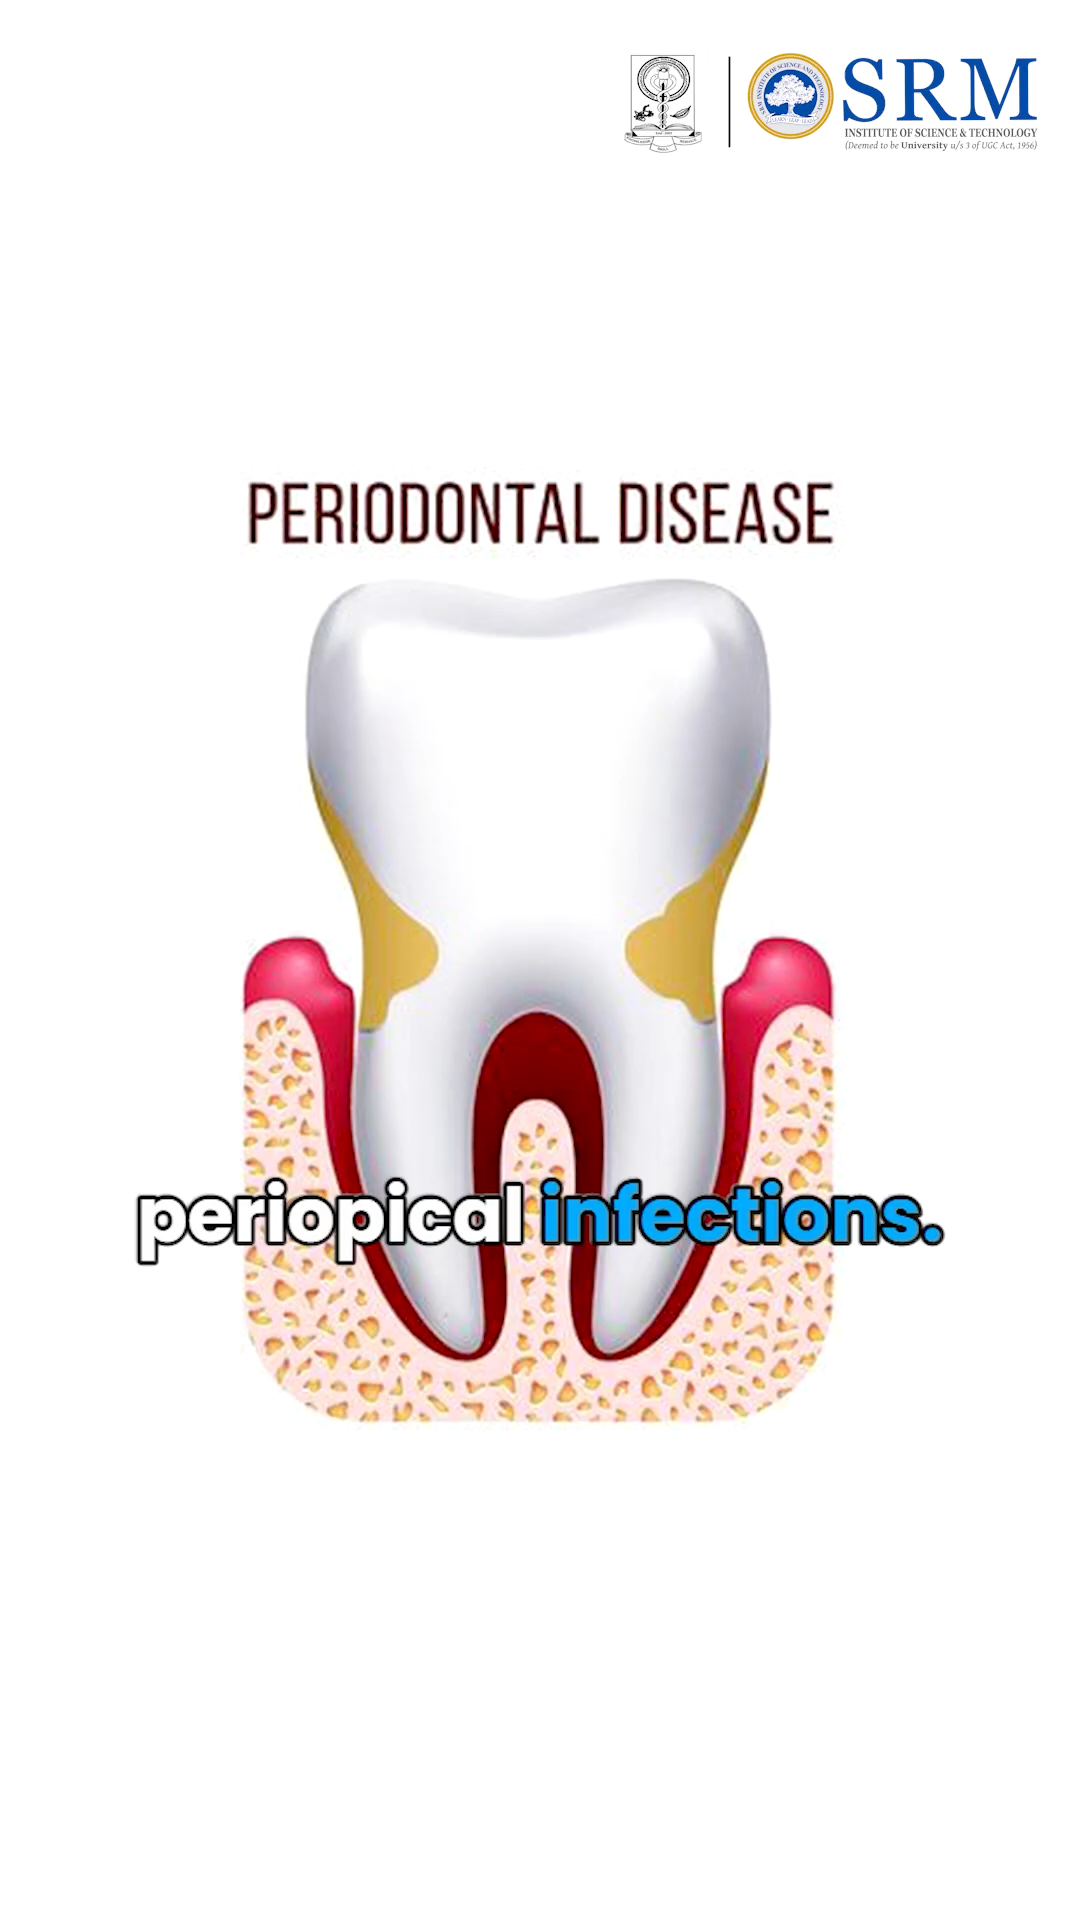 SRM
INSTITUTE OF SCIENCE & TECHNOLOGY
(Deemed to be University u/s 3 of UGC Act, 1956)
PERIODONTAL DISEASE
periopical infections.